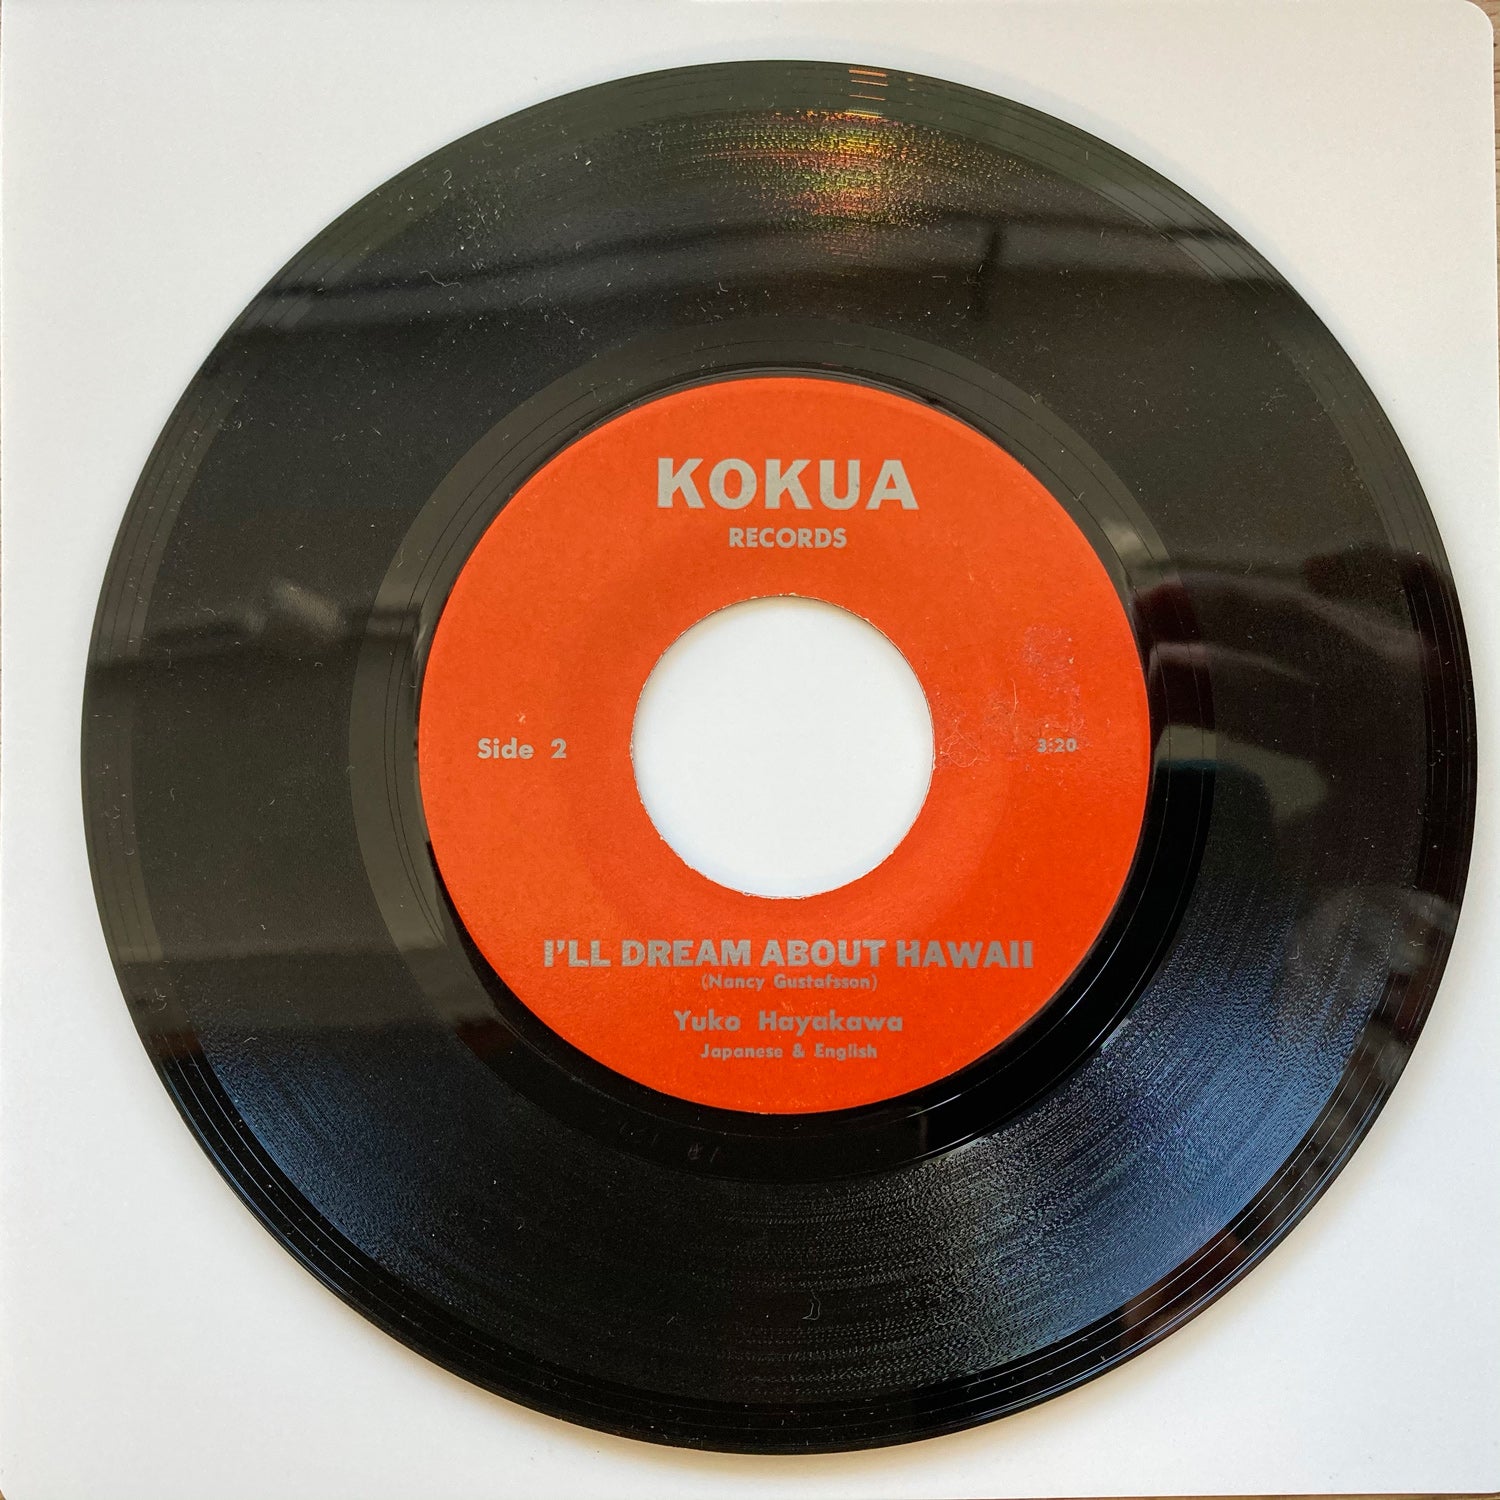 KOKUA
RECORDS
Side 2
3:20
I'LL DREAM ABOUT HAWAII
(Nancy Gustafsson)
Yuko Hayakawa
Japanese & English